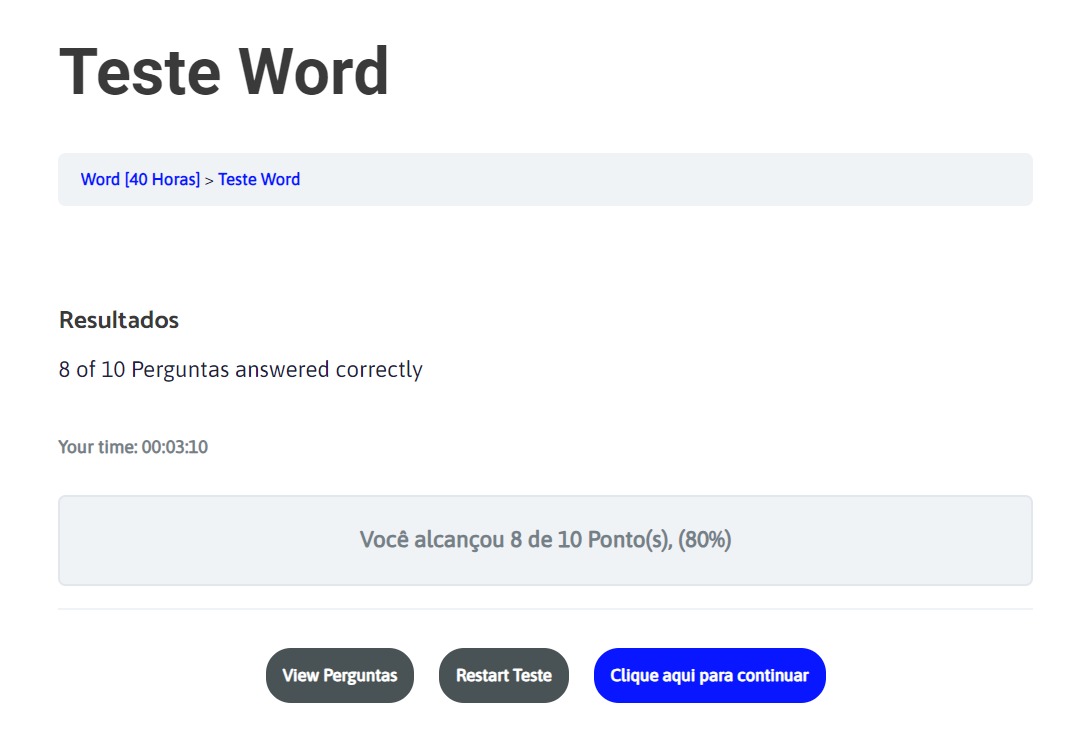 Teste Word
Word [40 Horas] > Teste Word
Resultados
8 of 10 Perguntas answered correctly
Your time: 00:03:10
Você alcançou 8 de 10 Ponto(s), (80%)
View Perguntas
Restart Teste
Clique aqui para continuar